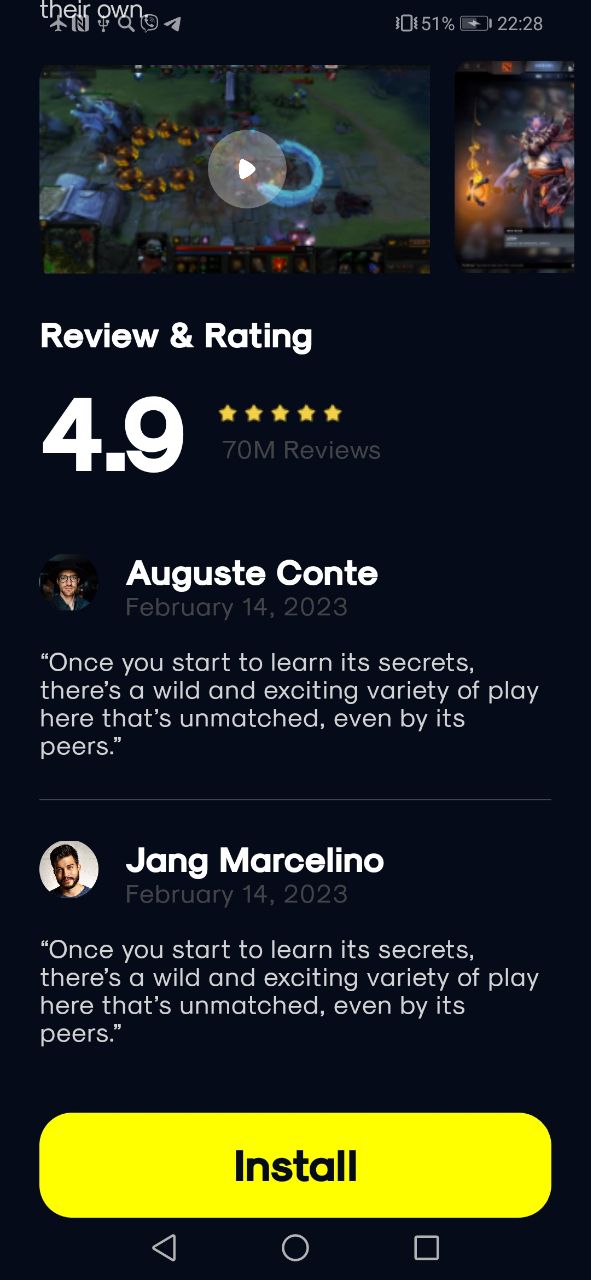 their own.
51% 22:28
Review & Rating
4.9
70M Reviews
Auguste Conte
February 14, 2023
“Once you start to learn its secrets,
there’s a wild and exciting variety of play
here that’s unmatched, even by its
peers.”
Jang Marcelino
February 14, 2023
“Once you start to learn its secrets,
there’s a wild and exciting variety of play
here that’s unmatched, even by its
peers.”
Install